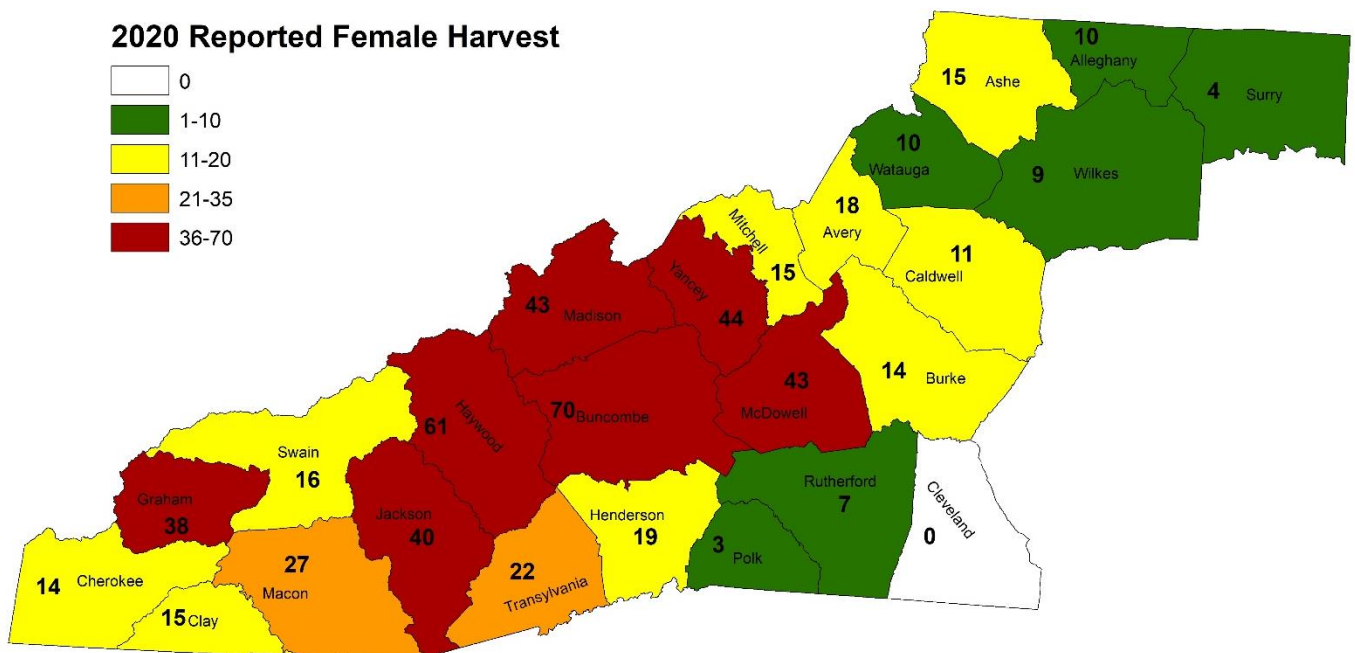 2020 Reported Female Harvest
0
1-10
11-20
21-35
36-70
10
Alleghany
15 Ashe
4 Surry
10
Watauga
9 Wilkes
18
Avery
Mitchell
15
11
Caldwell
Yancey
44
43 Madison
14 Burke
43
McDowell
70 Buncombe
61 Haywood
Swain
16
Graham
38
Jackson
40
Henderson
19
Rutherford
7
Cleveland
0
3 Polk
22
Transylvania
27
Macon
14 Cherokee
15 Clay